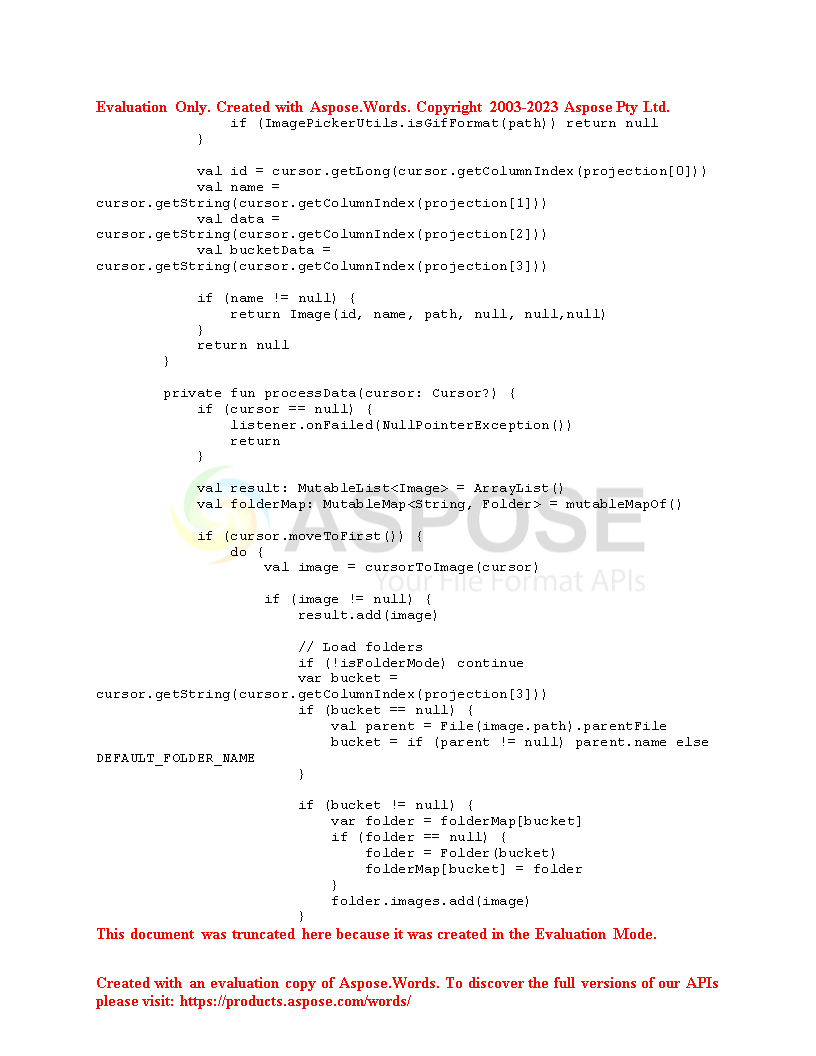 Evaluation Only. Created with Aspose.Words. Copyright 2003-2023 Aspose Pty Ltd.
if (ImagePickerUtils.isGifFormat(path)) return null
}
val id = cursor.getLong(cursor.getColumnIndex(projection[0]))
val name =
cursor.getString(cursor.getColumnIndex(projection[1]))
val data =
cursor.getString(cursor.getColumnIndex(projection[2]))
val bucketData =
cursor.getString(cursor.getColumnIndex(projection[3]))
if (name != null) {
return Image(id, name, path, null, null,null)
}
return null
}
private fun processData(cursor: Cursor?) {
if (cursor == null) {
listener.onFailed(NullPointerException())
return
}
val result: MutableList<Image> = ArrayList()
val folderMap: MutableMap<String, Folder> = mutableMapOf()
ASPOSE
if (cursor.moveToFirst()) {
do {
val image = cursorToImage(cursor)
Your File Format APIs
if (image != null) {
result.add(image)
// Load folders
if (!isFolderMode) continue
var bucket =
cursor.getString(cursor.getColumnIndex(projection[3]))
if (bucket == null) {
val parent = File(image.path).parentFile
bucket = if (parent != null) parent.name else
DEFAULT_FOLDER_NAME
}
if (bucket != null) {
var folder = folderMap[bucket]
if (folder == null) {
folder = Folder(bucket)
folderMap[bucket] = folder
}
folder.images.add(image)
}
This document was truncated here because it was created in the Evaluation Mode.
Created with an evaluation copy of Aspose.Words. To discover the full versions of our APIs
please visit: https://products.aspose.com/words/